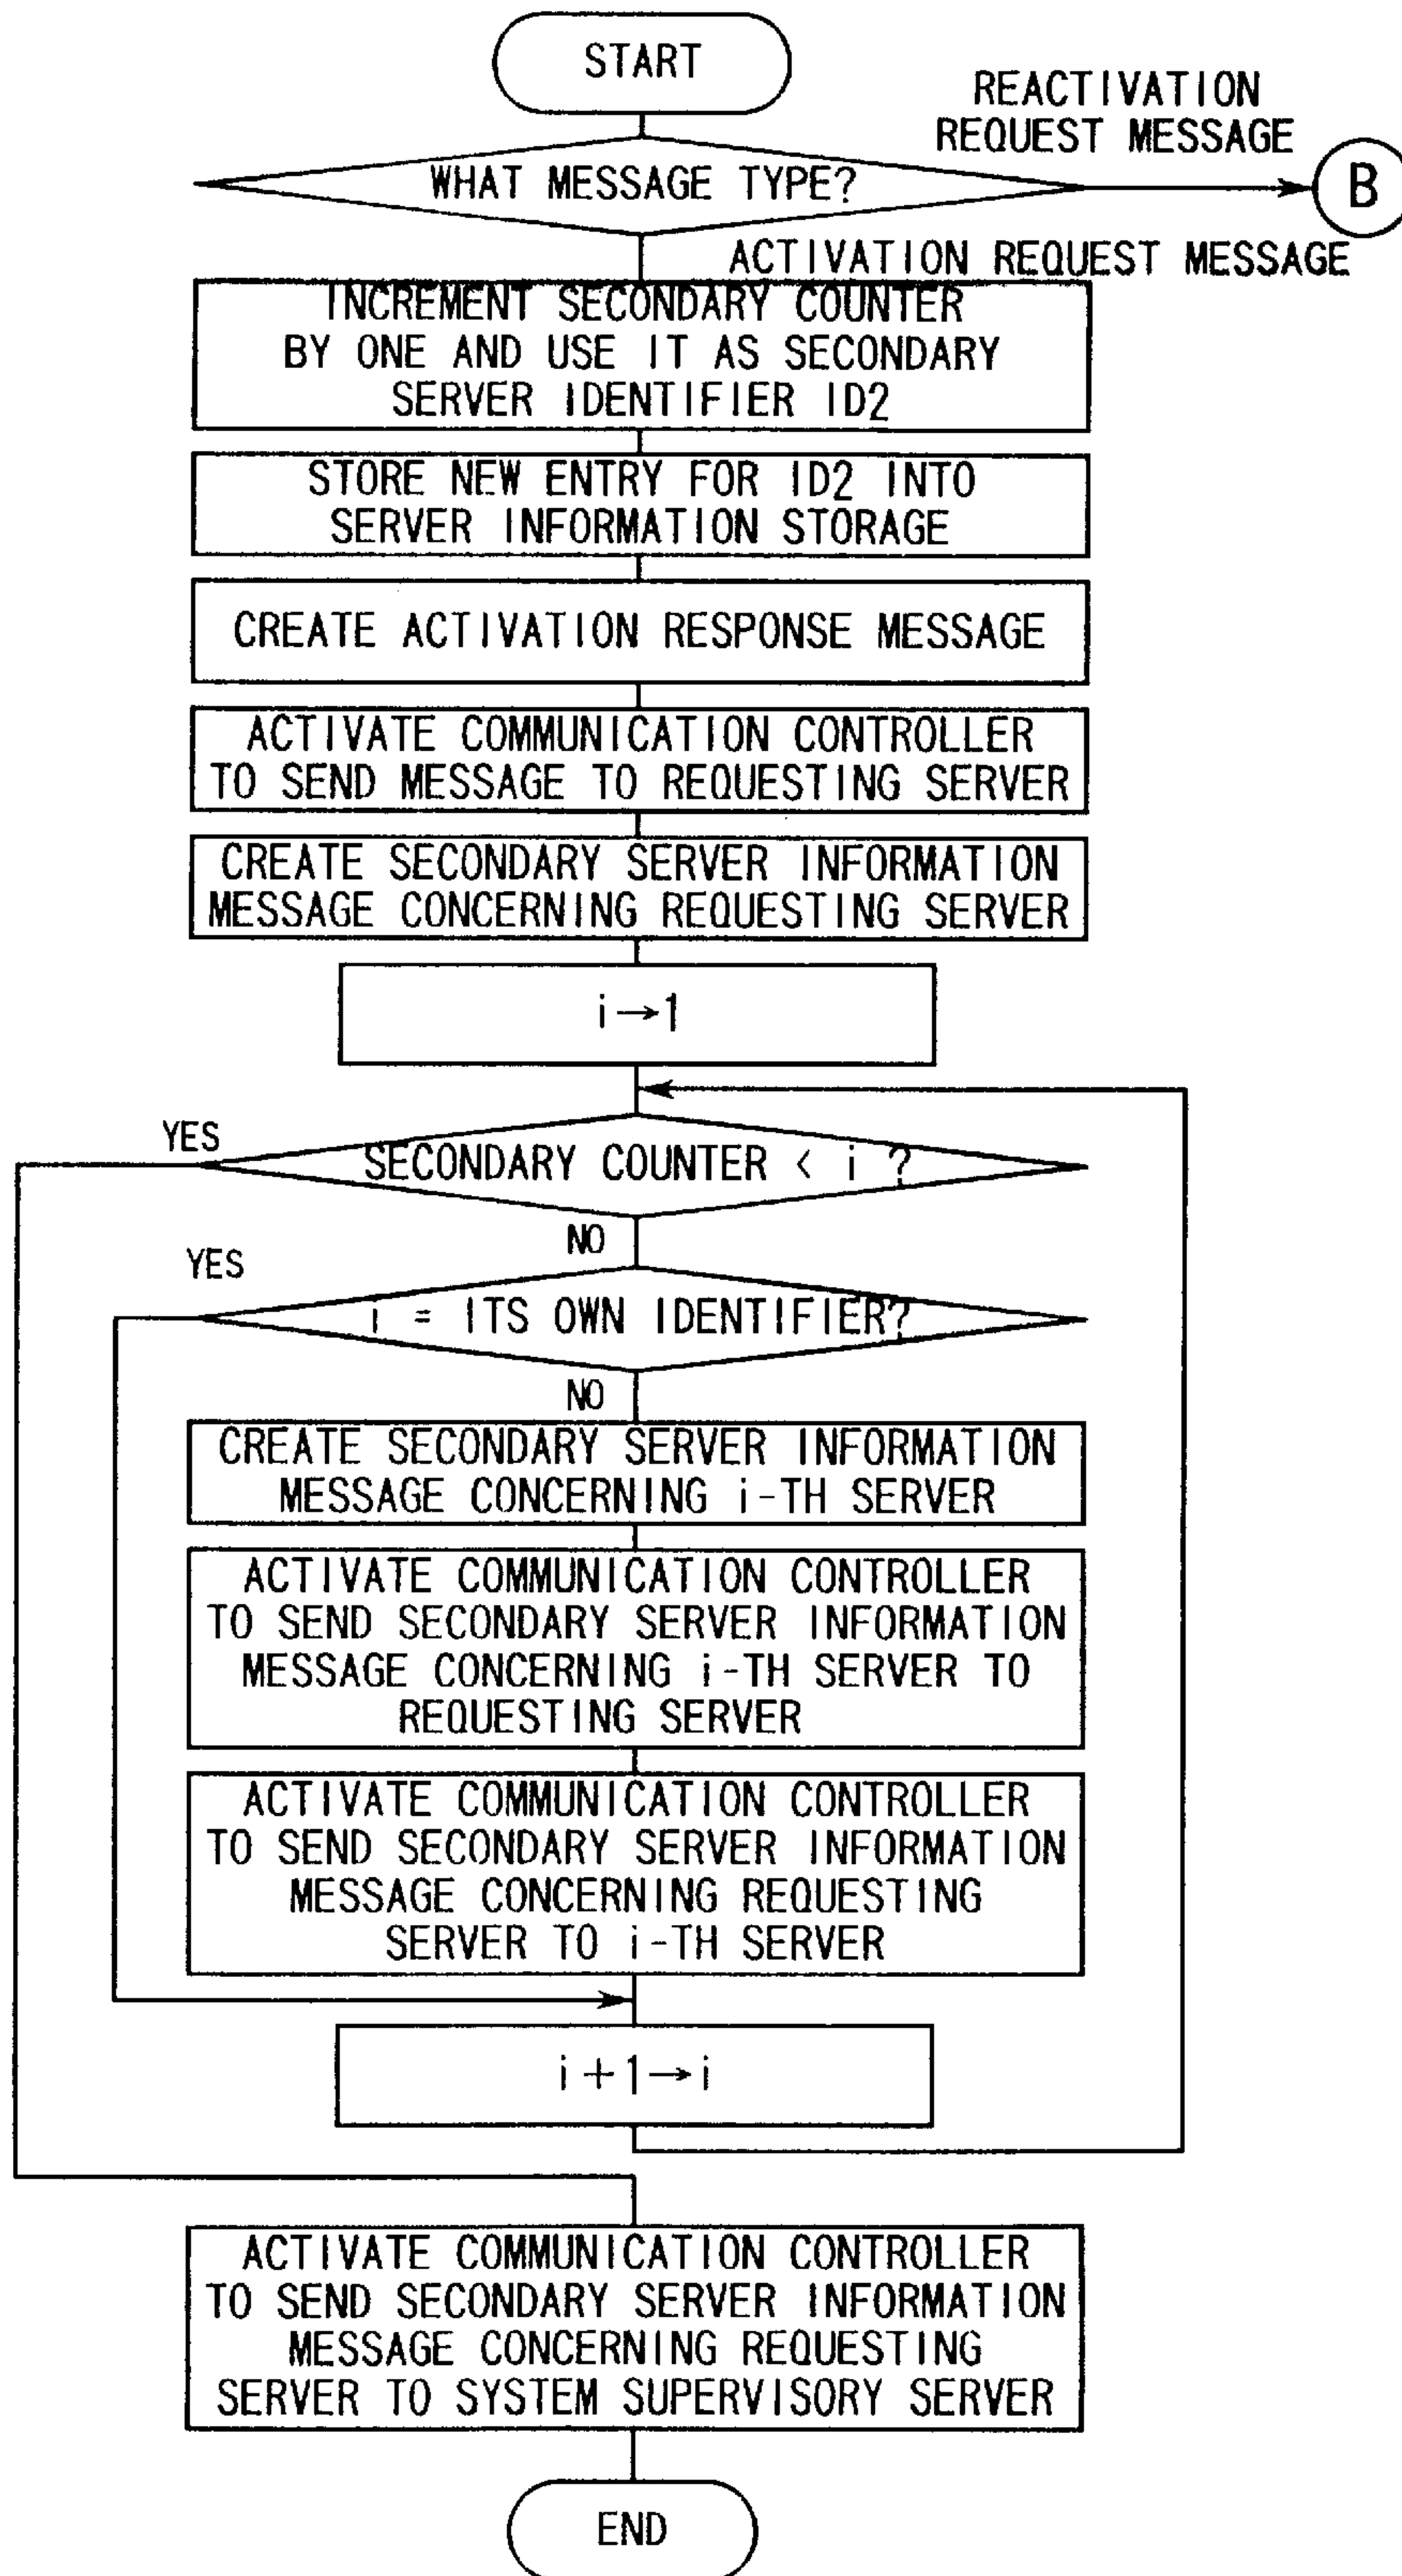 START
REACTIVATION
REQUEST MESSAGE
WHAT MESSAGE TYPE?
B
ACTIVATION REQUEST MESSAGE
INCREMENT SECONDARY COUNTER
BY ONE AND USE IT AS SECONDARY
SERVER IDENTIFIER ID2
STORE NEW ENTRY FOR ID2 INTO
SERVER INFORMATION STORAGE
CREATE ACTIVATION RESPONSE MESSAGE
ACTIVATE COMMUNICATION CONTROLLER
TO SEND MESSAGE TO REQUESTING SERVER
CREATE SECONDARY SERVER INFORMATION
MESSAGE CONCERNING REQUESTING SERVER
i→1
YES
SECONDARY COUNTER < i ?
NO
YES
i = ITS OWN IDENTIFIER?
NO
CREATE SECONDARY SERVER INFORMATION
MESSAGE CONCERNING i-TH SERVER
ACTIVATE COMMUNICATION CONTROLLER
TO SEND SECONDARY SERVER INFORMATION
MESSAGE CONCERNING i-TH SERVER TO
REQUESTING SERVER
ACTIVATE COMMUNICATION CONTROLLER
TO SEND SECONDARY SERVER INFORMATION
MESSAGE CONCERNING REQUESTING
SERVER TO i-TH SERVER
i+1→i
ACTIVATE COMMUNICATION CONTROLLER
TO SEND SECONDARY SERVER INFORMATION
MESSAGE CONCERNING REQUESTING
SERVER TO SYSTEM SUPERVISORY SERVER
END